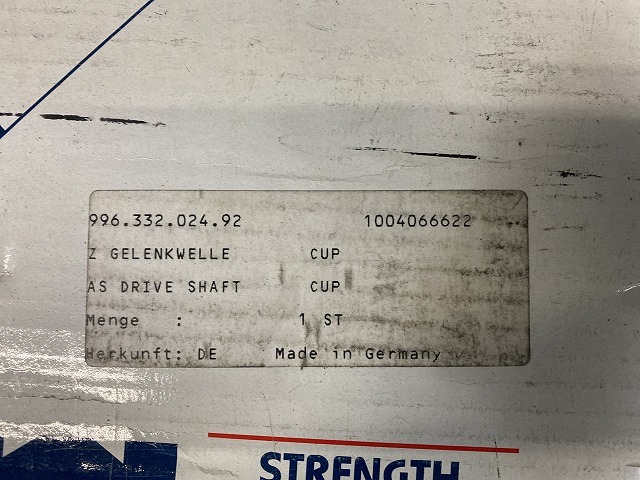 996.332.024.92 1004066622
Z GELENKWELLE CUP
AS DRIVE SHAFT CUP
Menge : 1 ST
Herkunft: DE Made in Germany
STRENGTH